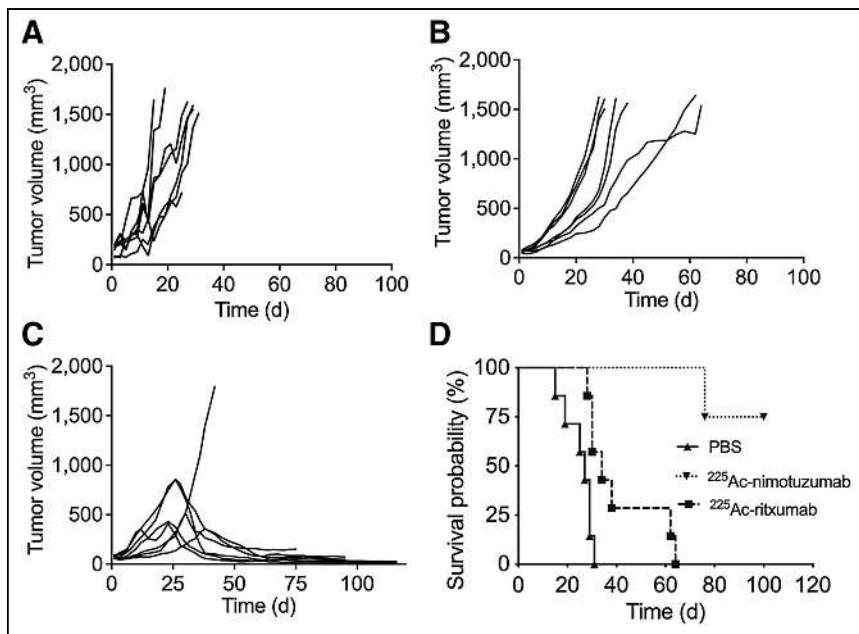 A
Tumor volume (mm³)
2,000
1,500
1,000
500
0
0 20 40 60 80 100
Time (d)
B
Tumor volume (mm³)
2,000
1,500
1,000
500
0
0 20 40 60 80 100
Time (d)
C
Tumor volume (mm³)
2,000
1,500
1,000
500
0
0 25 50 75 100
Time (d)
D
Survival probability (%)
100
75
50
25
0
PBS
²²⁵Ac-nimotuzumab
²²⁵Ac-ritxumab
0 20 40 60 80 100 120
Time (d)